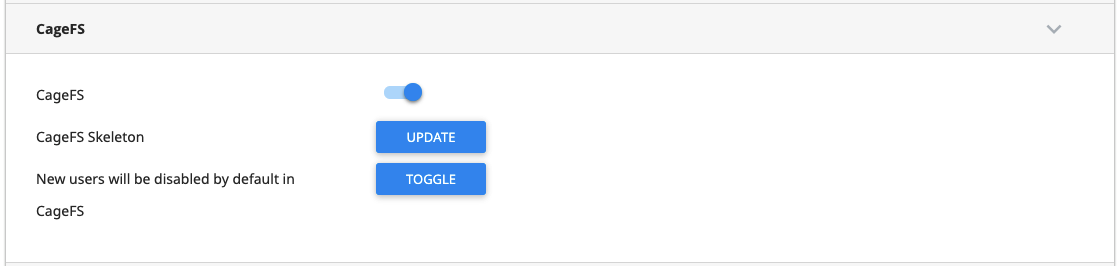 CageFS
CageFS
CageFS Skeleton
UPDATE
New users will be disabled by default in
CageFS
TOGGLE